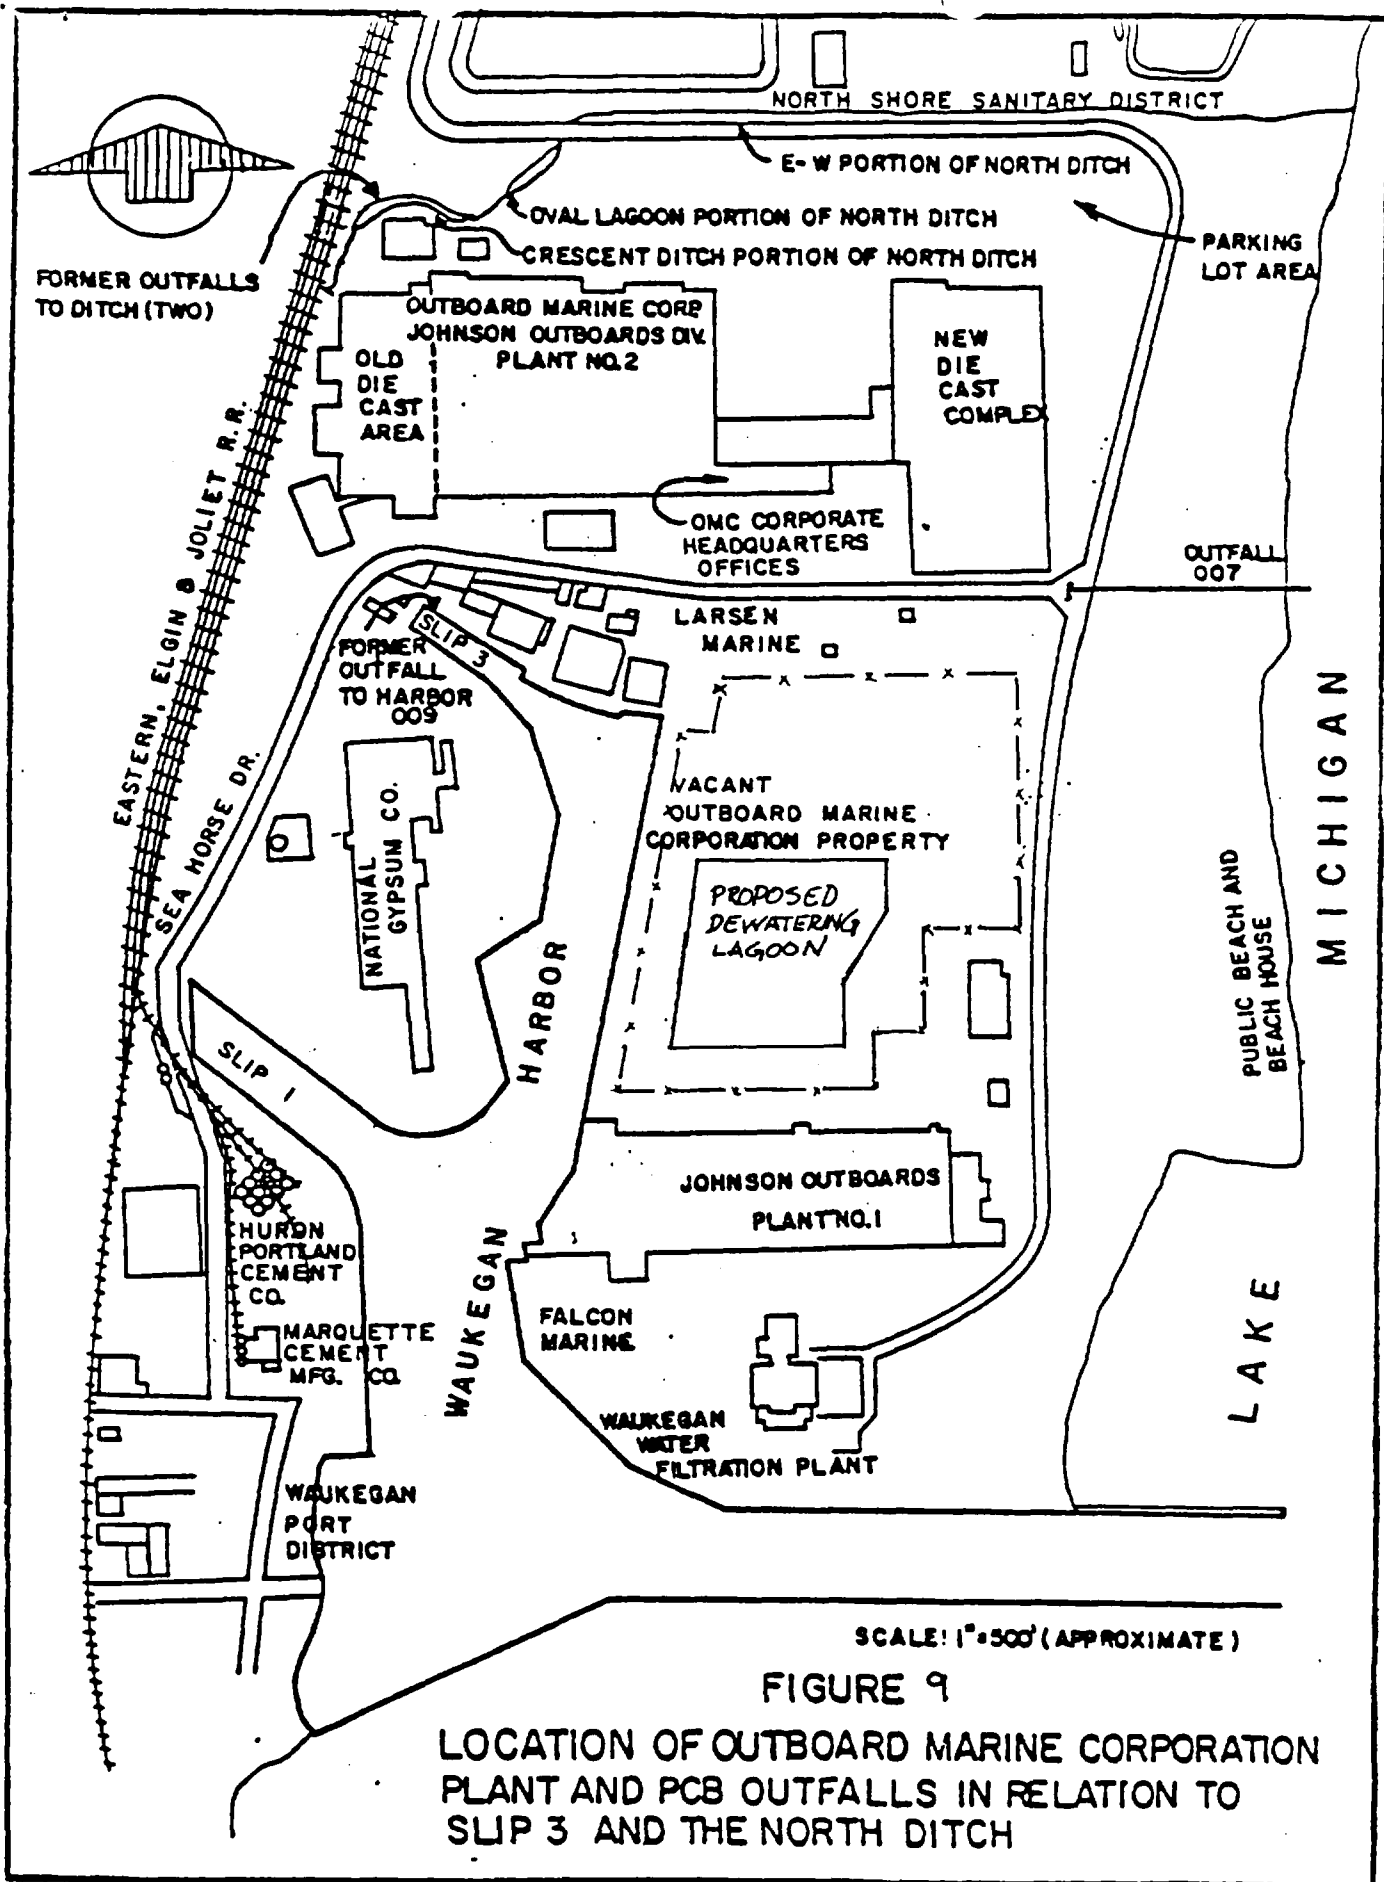 NORTH SHORE SANITARY DISTRICT
E-W PORTION OF NORTH DITCH
OVAL LAGOON PORTION OF NORTH DITCH
CRESCENT DITCH PORTION OF NORTH DITCH
PARKING
LOT AREA
FORMER OUTFALLS
TO DITCH (TWO)
OUTBOARD MARINE CORP
JOHNSON OUTBOARDS DIV.
PLANT NO. 2
OLD
DIE
CAST
AREA
NEW
DIE
CAST
COMPLEX
EASTERN, ELGIN & JOLIET R.R.
OMC CORPORATE
HEADQUARTERS
OFFICES
OUTFALL
007
LARSEN
MARINE
SLIP 3
FORMER
OUTFALL
TO HARBOR
009
SEA HORSE DR.
NATIONAL
GYPSUM CO.
VACANT
OUTBOARD MARINE
CORPORATION PROPERTY
PROPOSED
DEWATERING
LAGOON
PUBLIC BEACH AND
BEACH HOUSE
LAKE MICHIGAN
SLIP 1
WAUKEGAN HARBOR
JOHNSON OUTBOARDS
PLANT NO. 1
HURON
PORTLAND
CEMENT
CO.
MARQUETTE
CEMENT
MFG. CO.
FALCON
MARINE
WAUKEGAN
WATER
FILTRATION PLANT
WAUKEGAN
PORT
DISTRICT
SCALE: 1"=500' (APPROXIMATE)
FIGURE 9
LOCATION OF OUTBOARD MARINE CORPORATION
PLANT AND PCB OUTFALLS IN RELATION TO
SLIP 3 AND THE NORTH DITCH